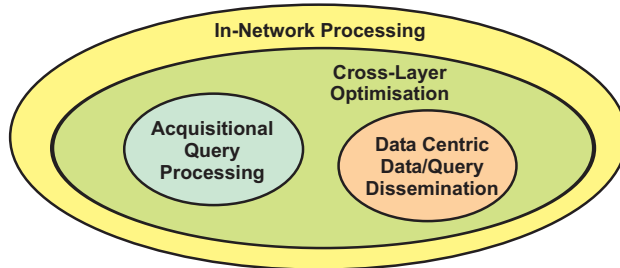 In-Network Processing
Cross-Layer
Optimisation
Acquisitional
Query
Processing
Data Centric
Data/Query
Dissemination